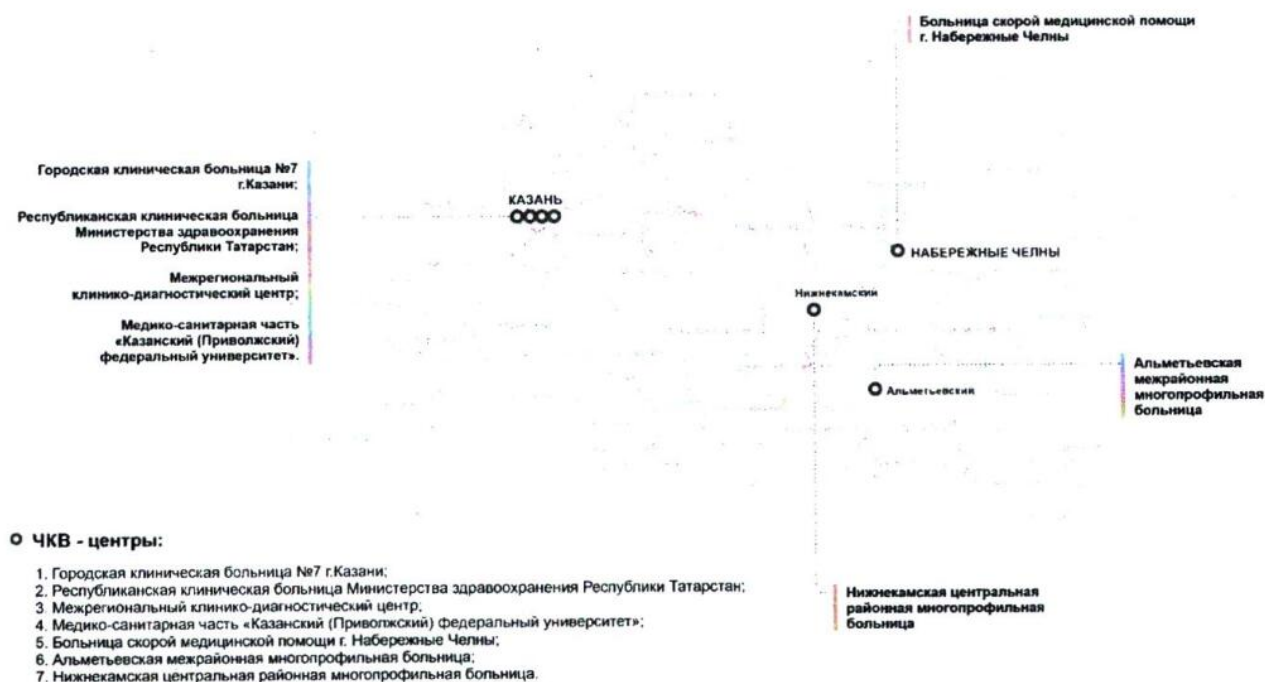 Больница скорой медицинской помощи
г. Набережные Челны
Городская клиническая больница №7
г.Казани;
Республиканская клиническая больница
Министерства здравоохранения
Республики Татарстан;
Межрегиональный
клинико-диагностический центр;
Медико-санитарная часть
«Казанский (Приволжский)
федеральный университет».
КАЗАНЬ
НАБЕРЕЖНЫЕ ЧЕЛНЫ
Нижнекамский
Альметьевский
Альметьевская
межрайонная
многопрофильная
больница
Нижнекамская центральная
районная многопрофильная
больница
ЧКВ - центры:
1. Городская клиническая больница №7 г.Казани;
2. Республиканская клиническая больница Министерства здравоохранения Республики Татарстан;
3. Межрегиональный клинико-диагностический центр;
4. Медико-санитарная часть «Казанский (Приволжский) федеральный университет»;
5. Больница скорой медицинской помощи г. Набережные Челны;
6. Альметьевская межрайонная многопрофильная больница;
7. Нижнекамская центральная районная многопрофильная больница.